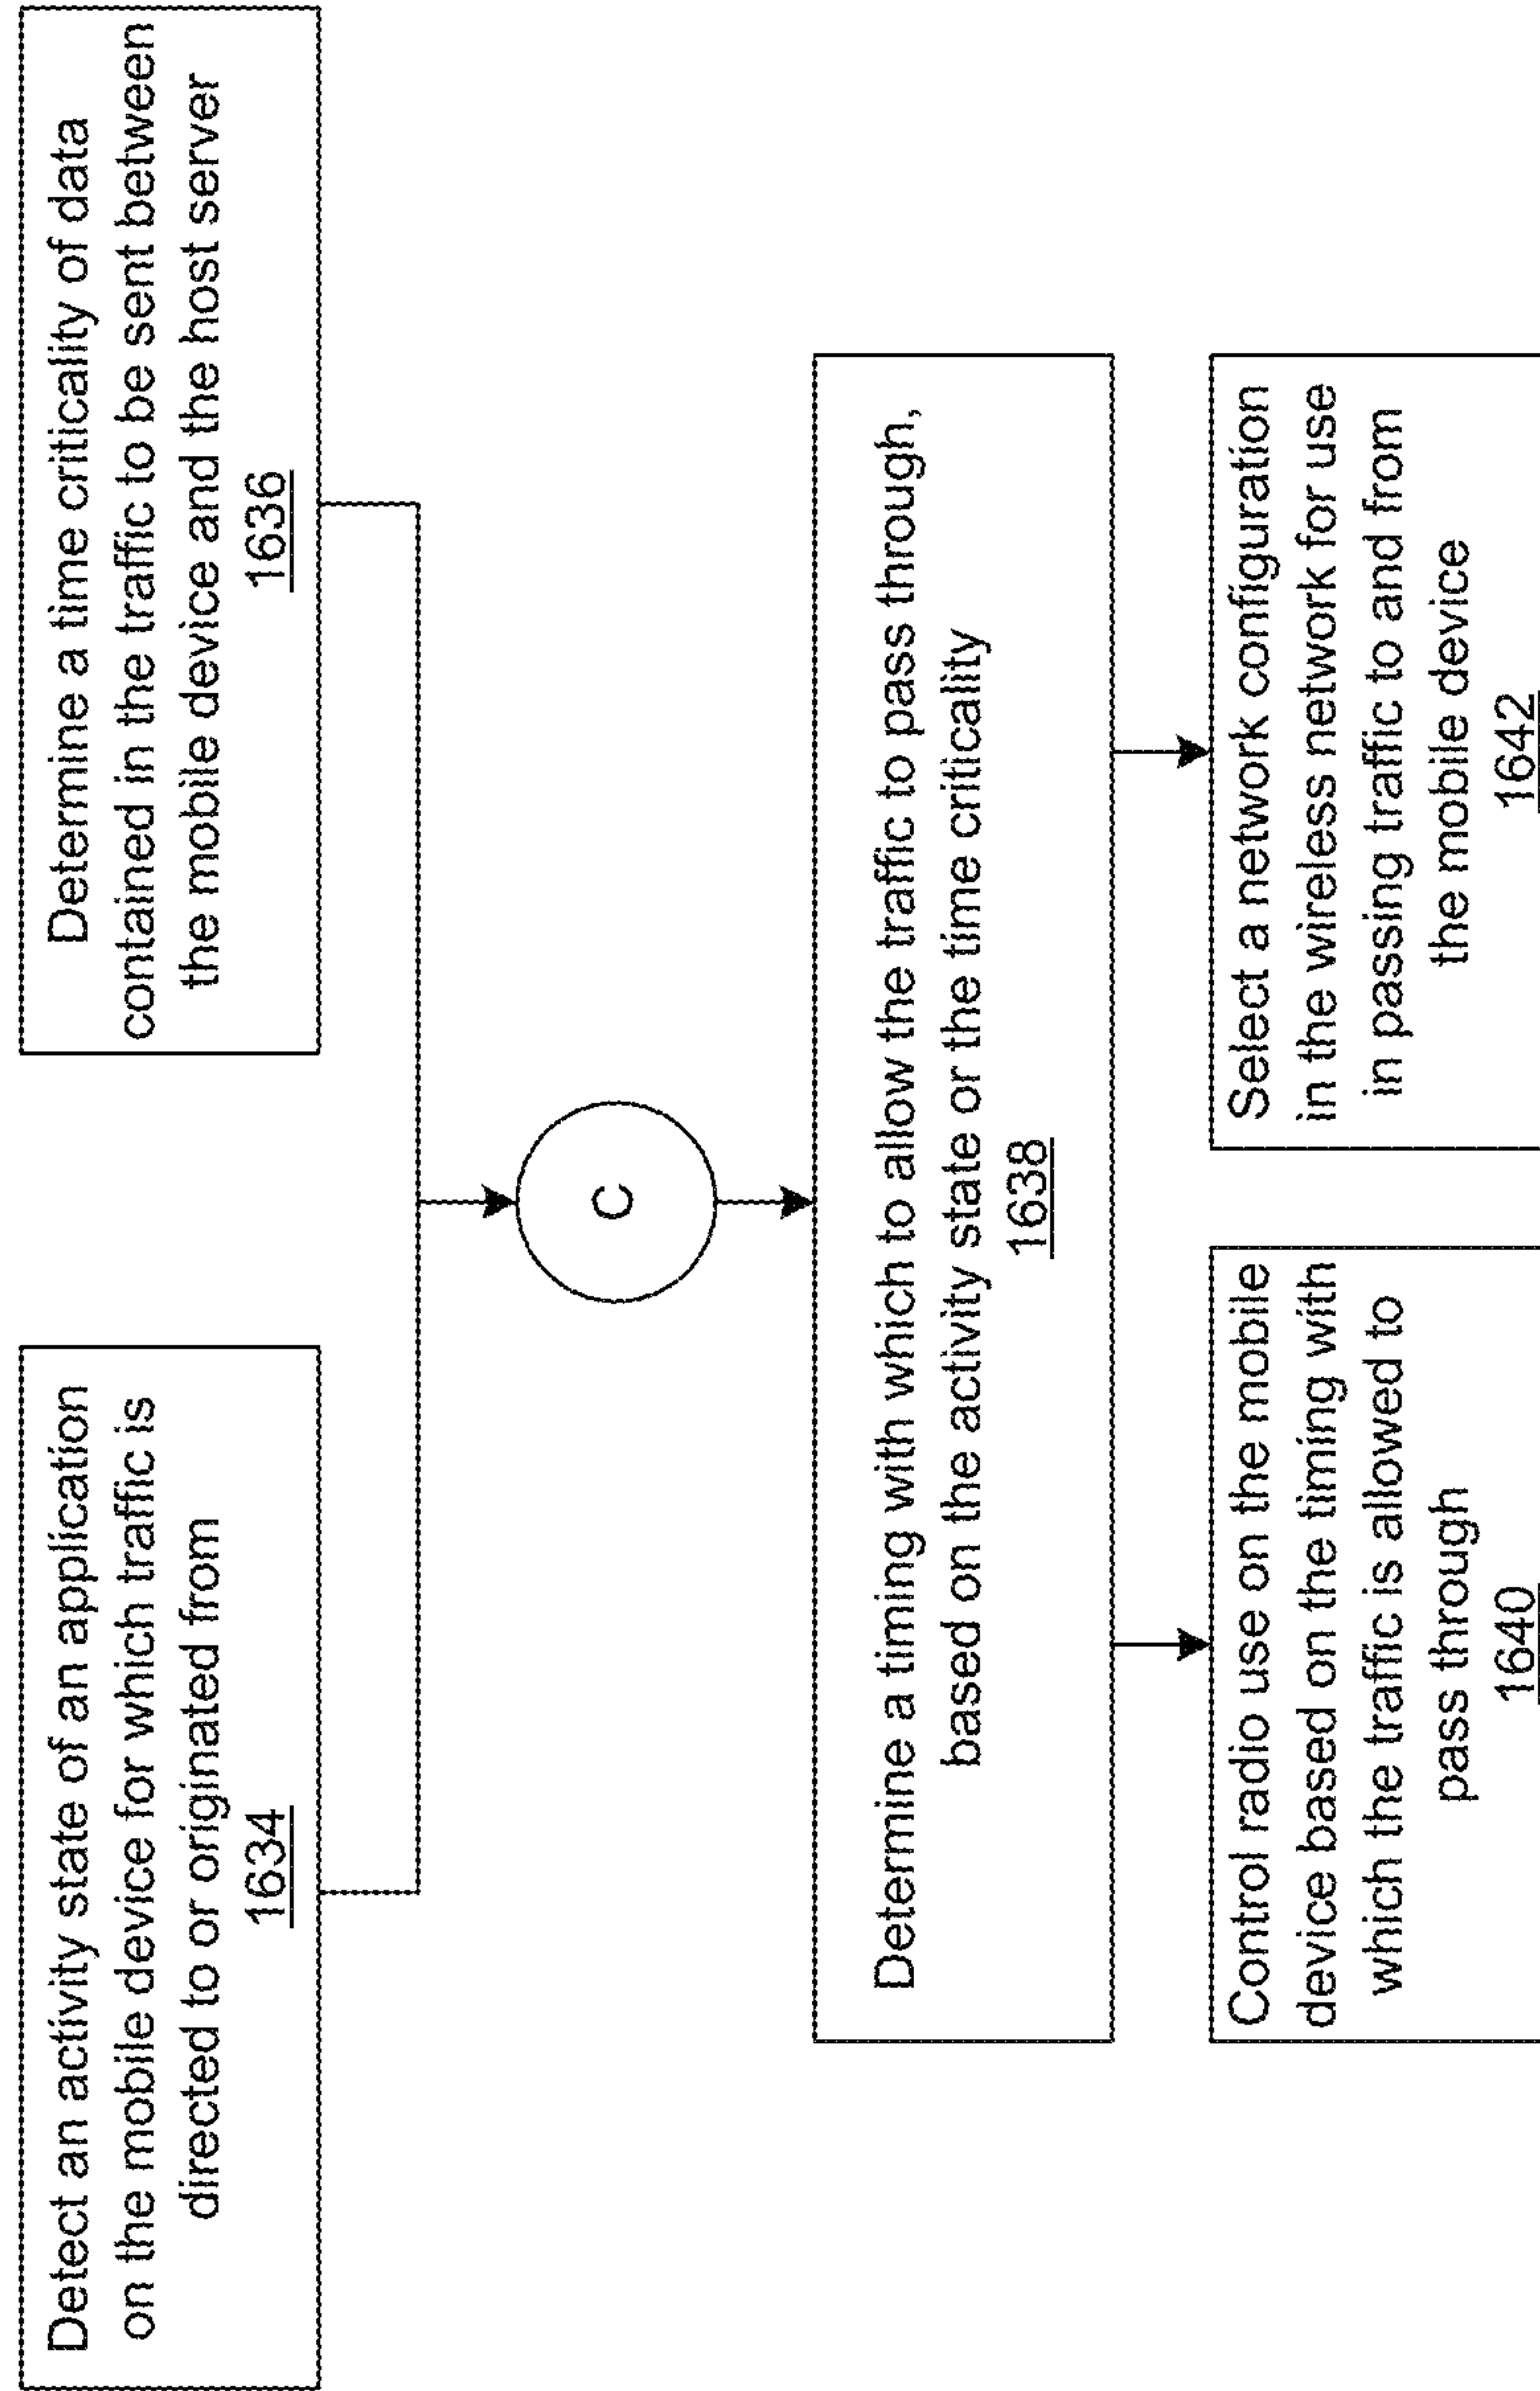 Detect an activity state of an application
on the mobile device for which traffic is
directed to or originated from
1634
Determine a time criticality of data
contained in the traffic to be sent between
the mobile device and the host server
1636
C
Determine a timing with which to allow the traffic to pass through,
based on the activity state or the time criticality
1638
Control radio use on the mobile
device based on the timing with
which the traffic is allowed to
pass through
1640
Select a network configuration
in the wireless network for use
in passing traffic to and from
the mobile device
1642